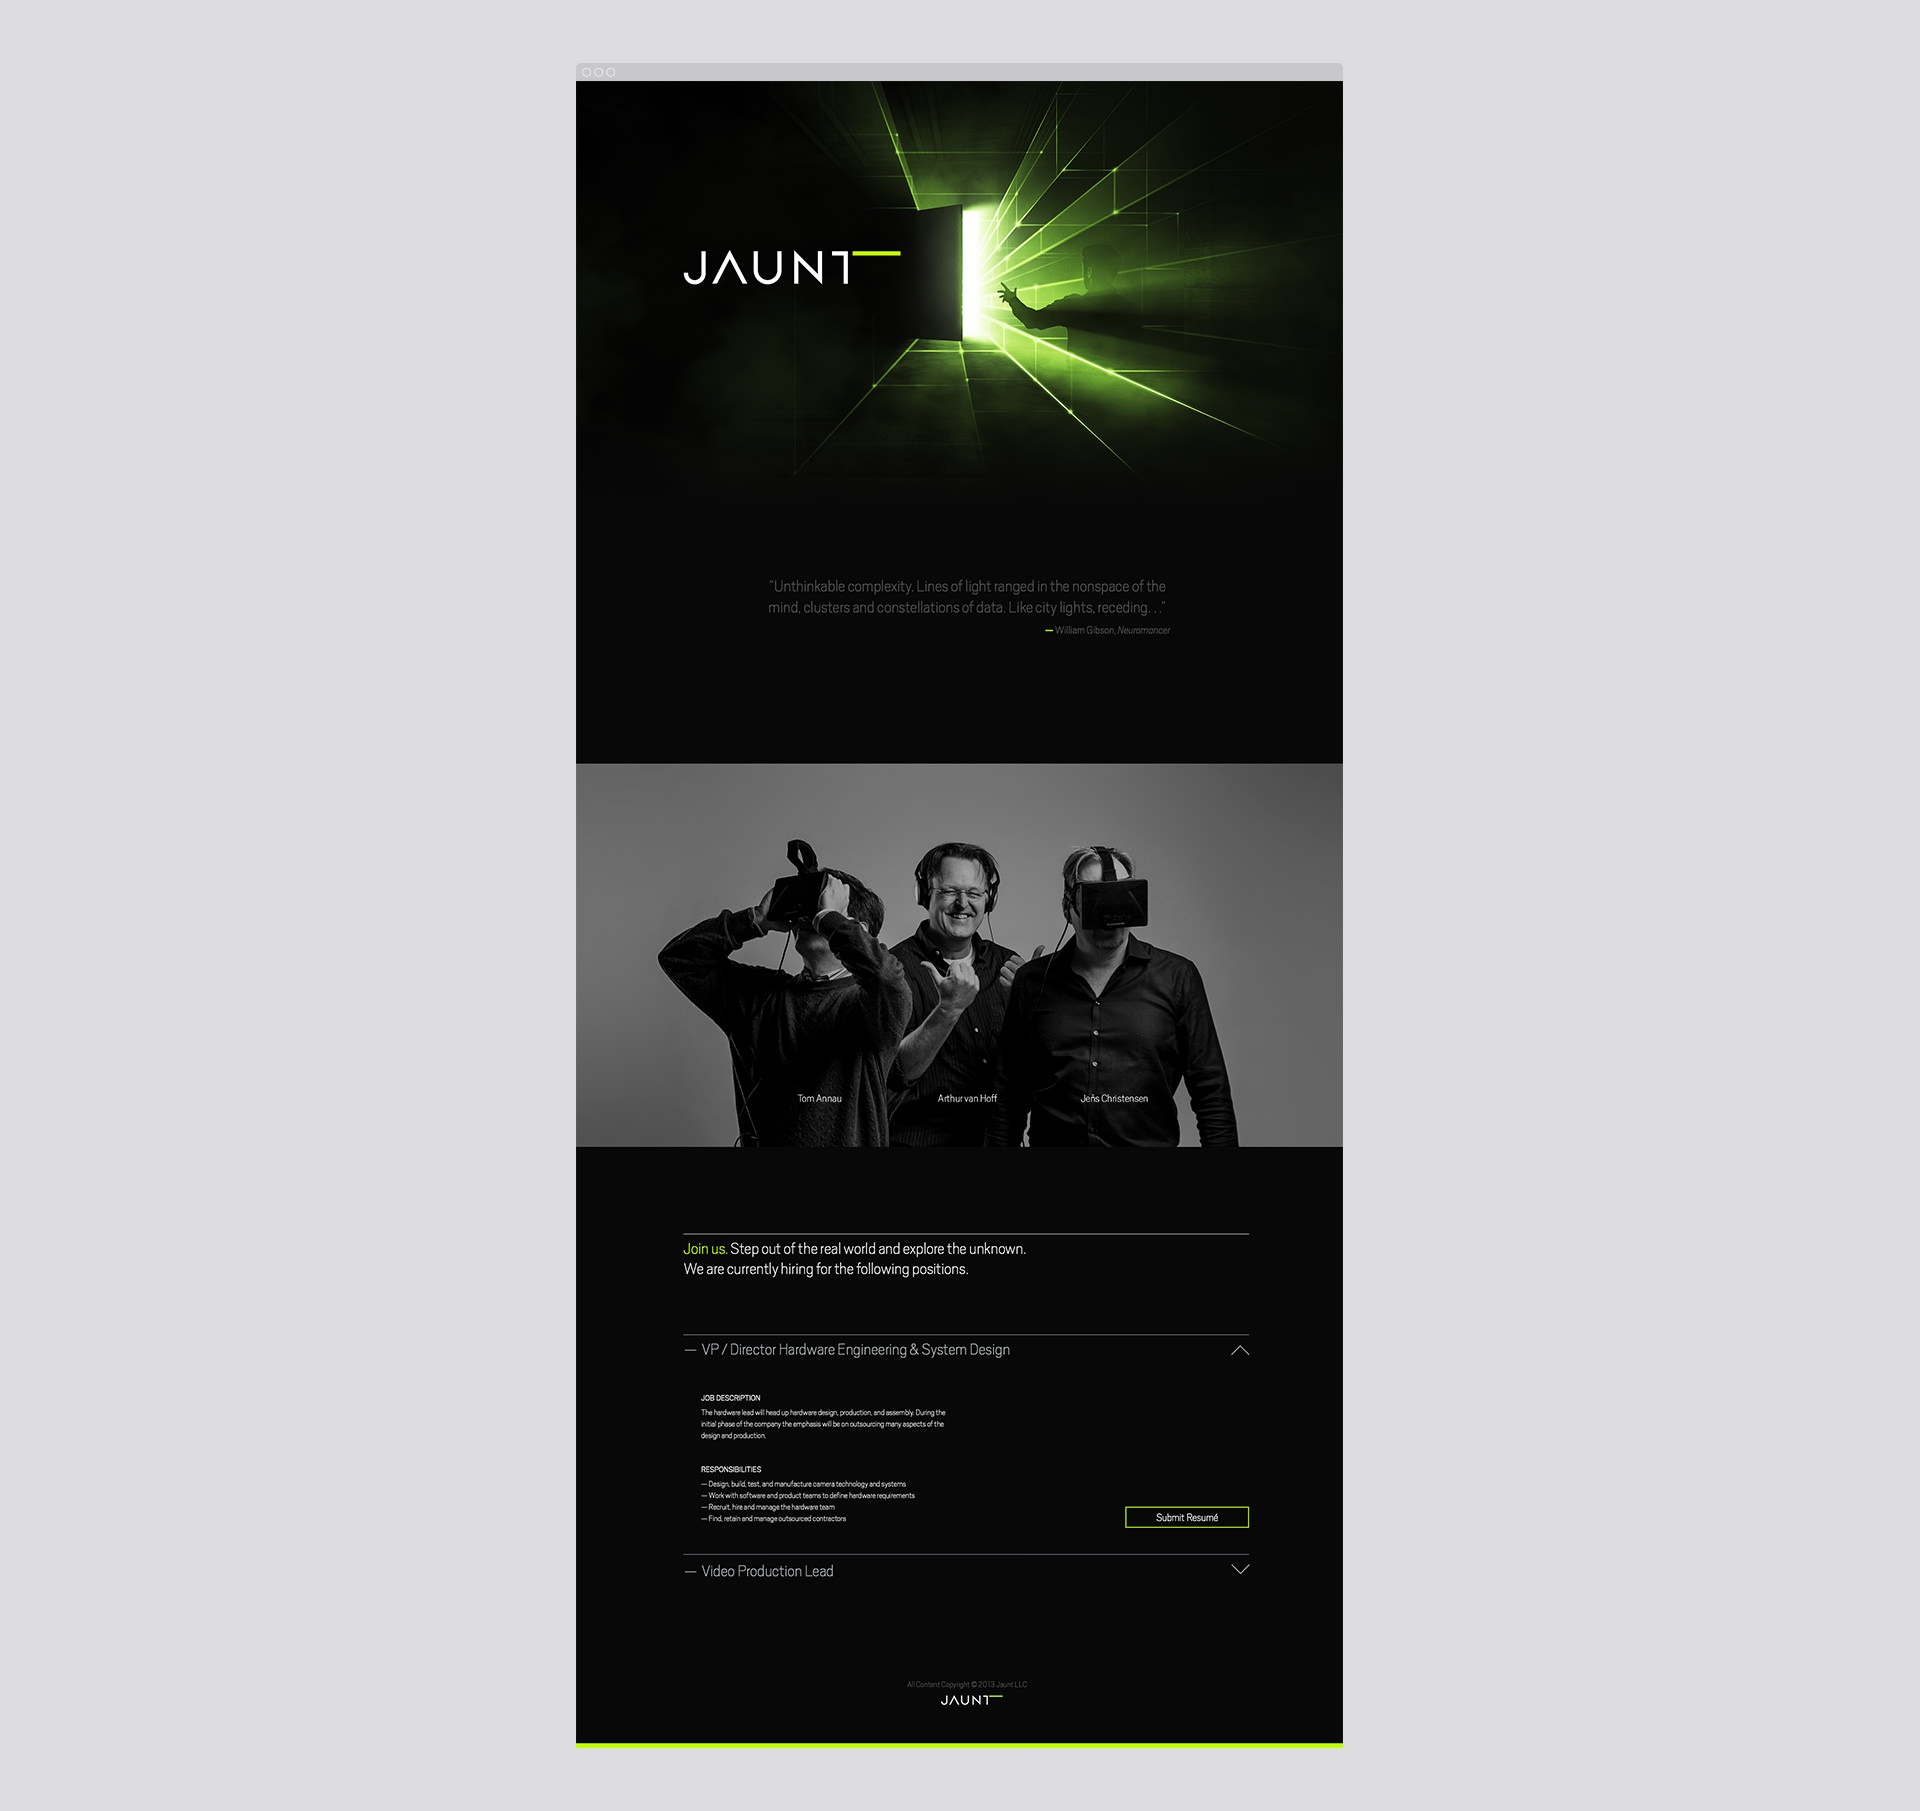 JAUNT
"Unthinkable complexity. Lines of light ranged in the nonspace of the
mind, clusters and constellations of data. Like city lights, receding. . ."
— William Gibson, Neuromancer
Tom Annau
Arthur van Hoff
Jens Christensen
Join us. Step out of the real world and explore the unknown.
We are currently hiring for the following positions.
— VP / Director Hardware Engineering & System Design
JOB DESCRIPTION
The hardware lead will head up hardware design, production, and assembly. During the
initial phase of the company the emphasis will be on outsourcing many aspects of the
design and production.
RESPONSIBILITIES
— Design, build, test, and manufacture camera technology and systems
— Work with software and product teams to define hardware requirements
— Recruit, hire and manage the hardware team
— Find, retain and manage outsourced contractors
Submit Resumé
— Video Production Lead
All Content Copyright © 2013 Jaunt LLC
JAUNT